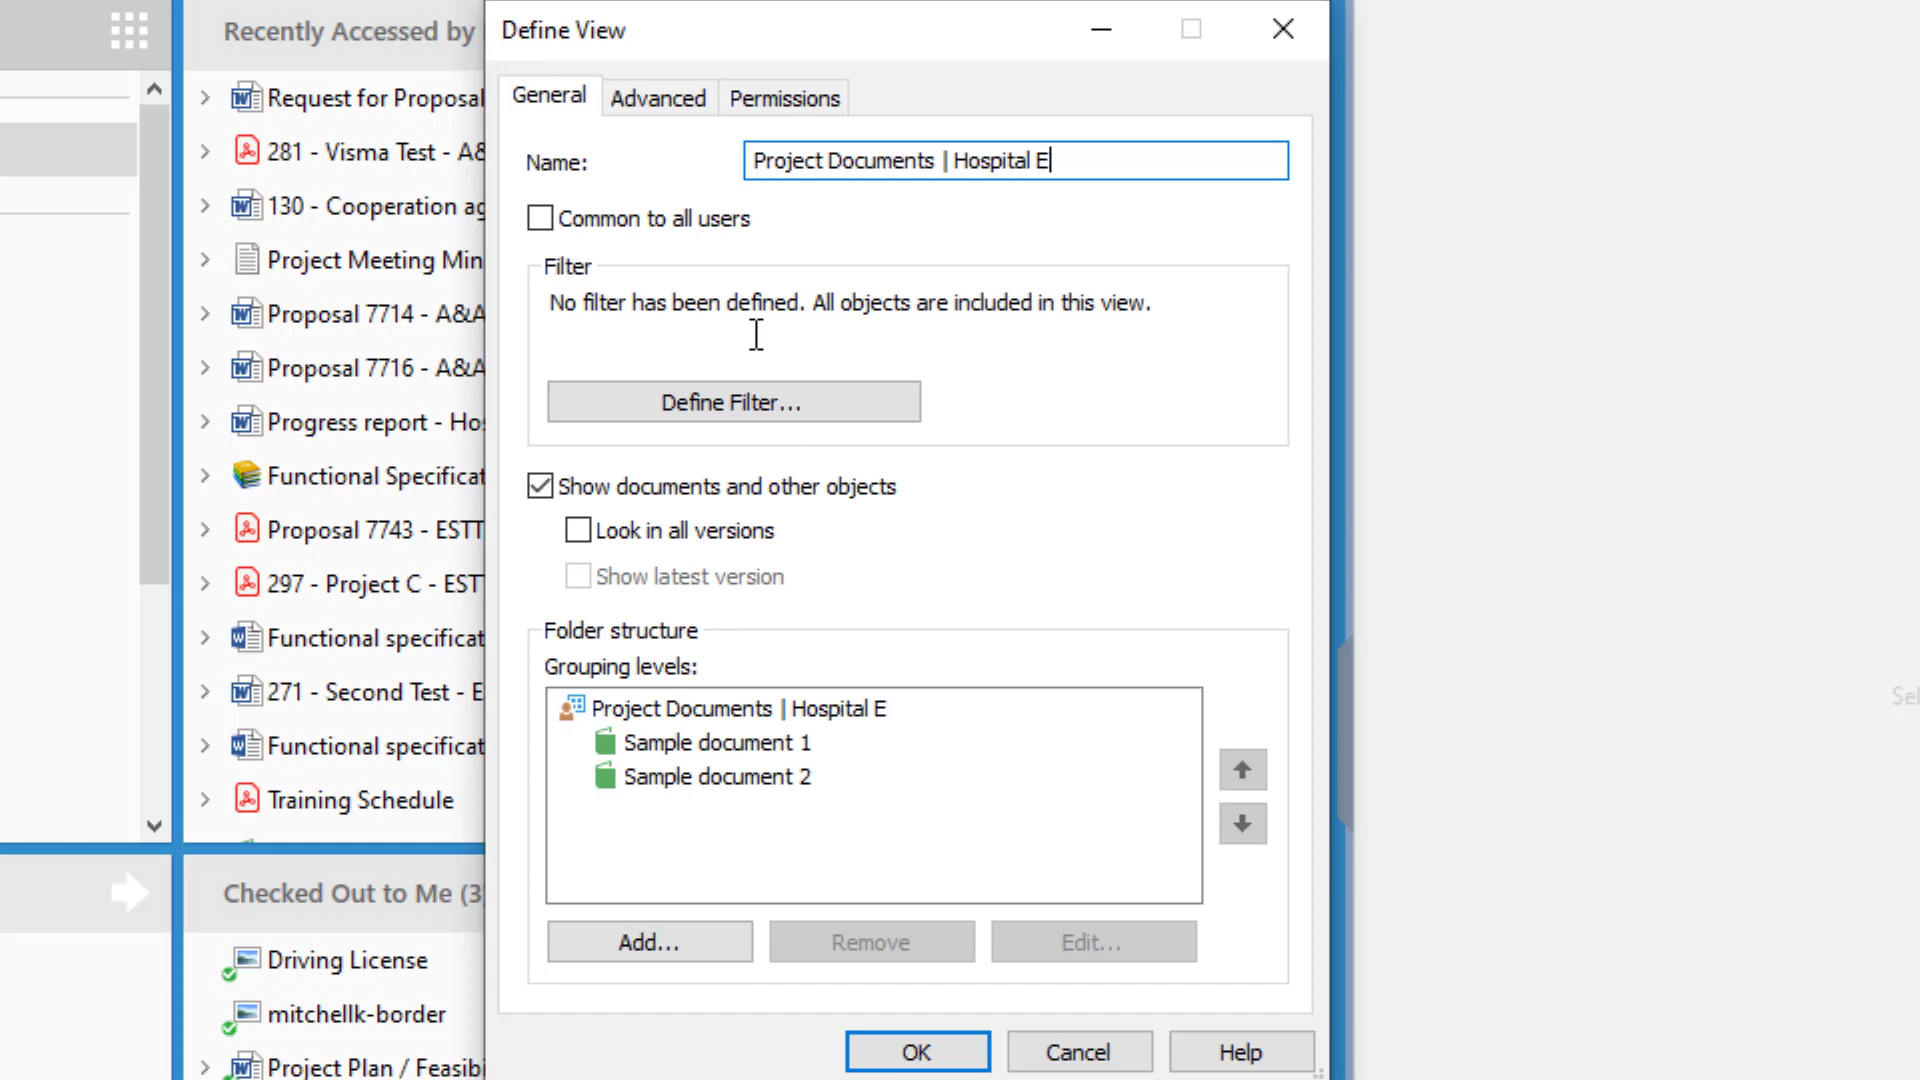 Recently Accessed by
Request for Proposal
281 - Visma Test - A&
130 - Cooperation ag
Project Meeting Min
Proposal 7714 - A&A
Proposal 7716 - A&A
Progress report - Hos
Functional Specificat
Proposal 7743 - ESTT
297 - Project C - EST
Functional specificat
271 - Second Test - E
Functional specificat
Training Schedule
Checked Out to Me (3
Driving License
mitchellk-border
Project Plan / Feasibi
Define View
General
Advanced
Permissions
Name:
Project Documents | Hospital E
Common to all users
Filter
No filter has been defined. All objects are included in this view.
Define Filter...
Show documents and other objects
Look in all versions
Show latest version
Folder structure
Grouping levels:
Project Documents | Hospital E
Sample document 1
Sample document 2
Add...
Remove
Edit...
OK
Cancel
Help
Sel